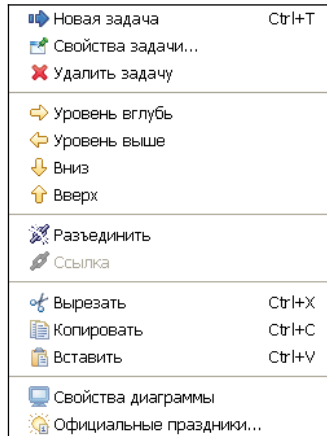 Новая задача Ctrl+T
Свойства задачи...
Удалить задачу
Уровень вглубь
Уровень выше
Вниз
Вверх
Разъединить
Ссылка
Вырезать Ctrl+X
Копировать Ctrl+C
Вставить Ctrl+V
Свойства диаграммы
Официальные праздники...